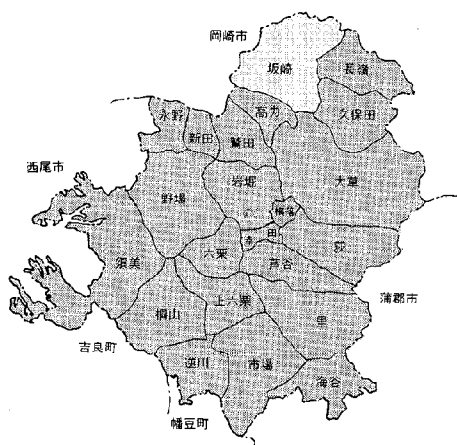 岡崎市
坂崎
長嶺
久保田
高力
永野
新田
鷲田
西尾市
岩堀
大草
野場
横落
幸田
六栗
荻
須美
芦谷
上六栗
蒲郡市
桐山
里
吉良町
逆川
市場
海谷
幡豆町